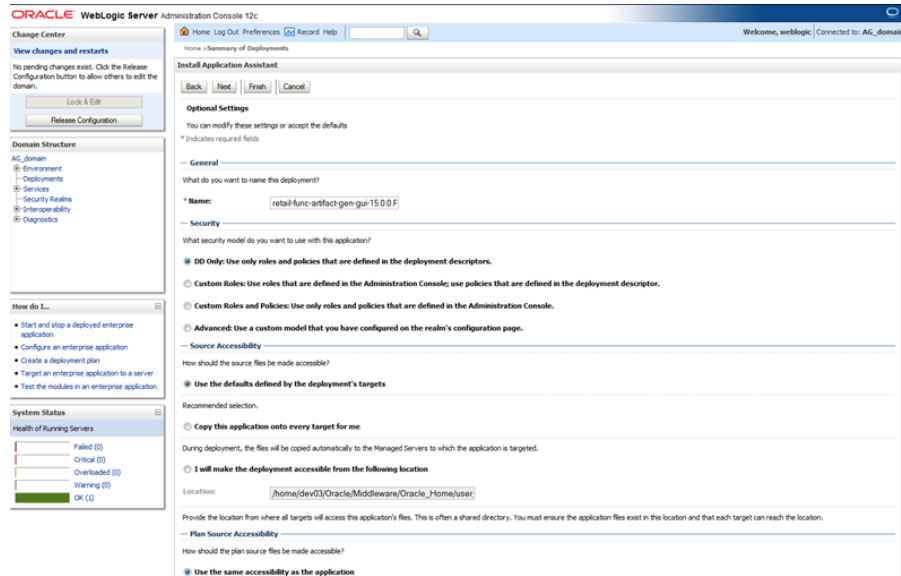 ORACLE WebLogic Server Administration Console 12c
Change Center
View changes and restarts
No pending changes exist. Click the Release
Configuration button to allow others to edit the
domain.
Lock & Edit
Release Configuration
Domain Structure
AG_domain
Environment
Deployments
Services
Security Realms
Interoperability
Diagnostics
How do I...
Start and stop a deployed enterprise
application
Configure an enterprise application
Create a deployment plan
Target an enterprise application to a server
Test the modules in an enterprise application
System Status
Health of Running Servers
Failed (0)
Critical (0)
Overloaded (0)
Warning (0)
OK (1)
Home Log Out Preferences Record Help
Welcome, weblogic Connected to: AG_domain
Home >Summary of Deployments
Install Application Assistant
Back Next Finish Cancel
Optional Settings
You can modify these settings or accept the defaults
* Indicates required fields
General
What do you want to name this deployment?
* Name: retail-func-artifact-gen-gui-15.0.0.F
Security
What security model do you want to use with this application?
DD Only: Use only roles and policies that are defined in the deployment descriptors.
Custom Roles: Use roles that are defined in the Administration Console; use policies that are defined in the deployment descriptor.
Custom Roles and Policies: Use only roles and policies that are defined in the Administration Console.
Advanced: Use a custom model that you have configured on the realm's configuration page.
Source Accessibility
How should the source files be made accessible?
Use the defaults defined by the deployment's targets
Recommended selection.
Copy this application onto every target for me
During deployment, the files will be copied automatically to the Managed Servers to which the application is targeted.
I will make the deployment accessible from the following location
Location: /home/dev03/Oracle/Middleware/Oracle_Home/user
Provide the location from where all targets will access this application's files. This is often a shared directory. You must ensure the application files exist in this location and that each target can reach the location.
Plan Source Accessibility
How should the plan source files be made accessible?
Use the same accessibility as the application